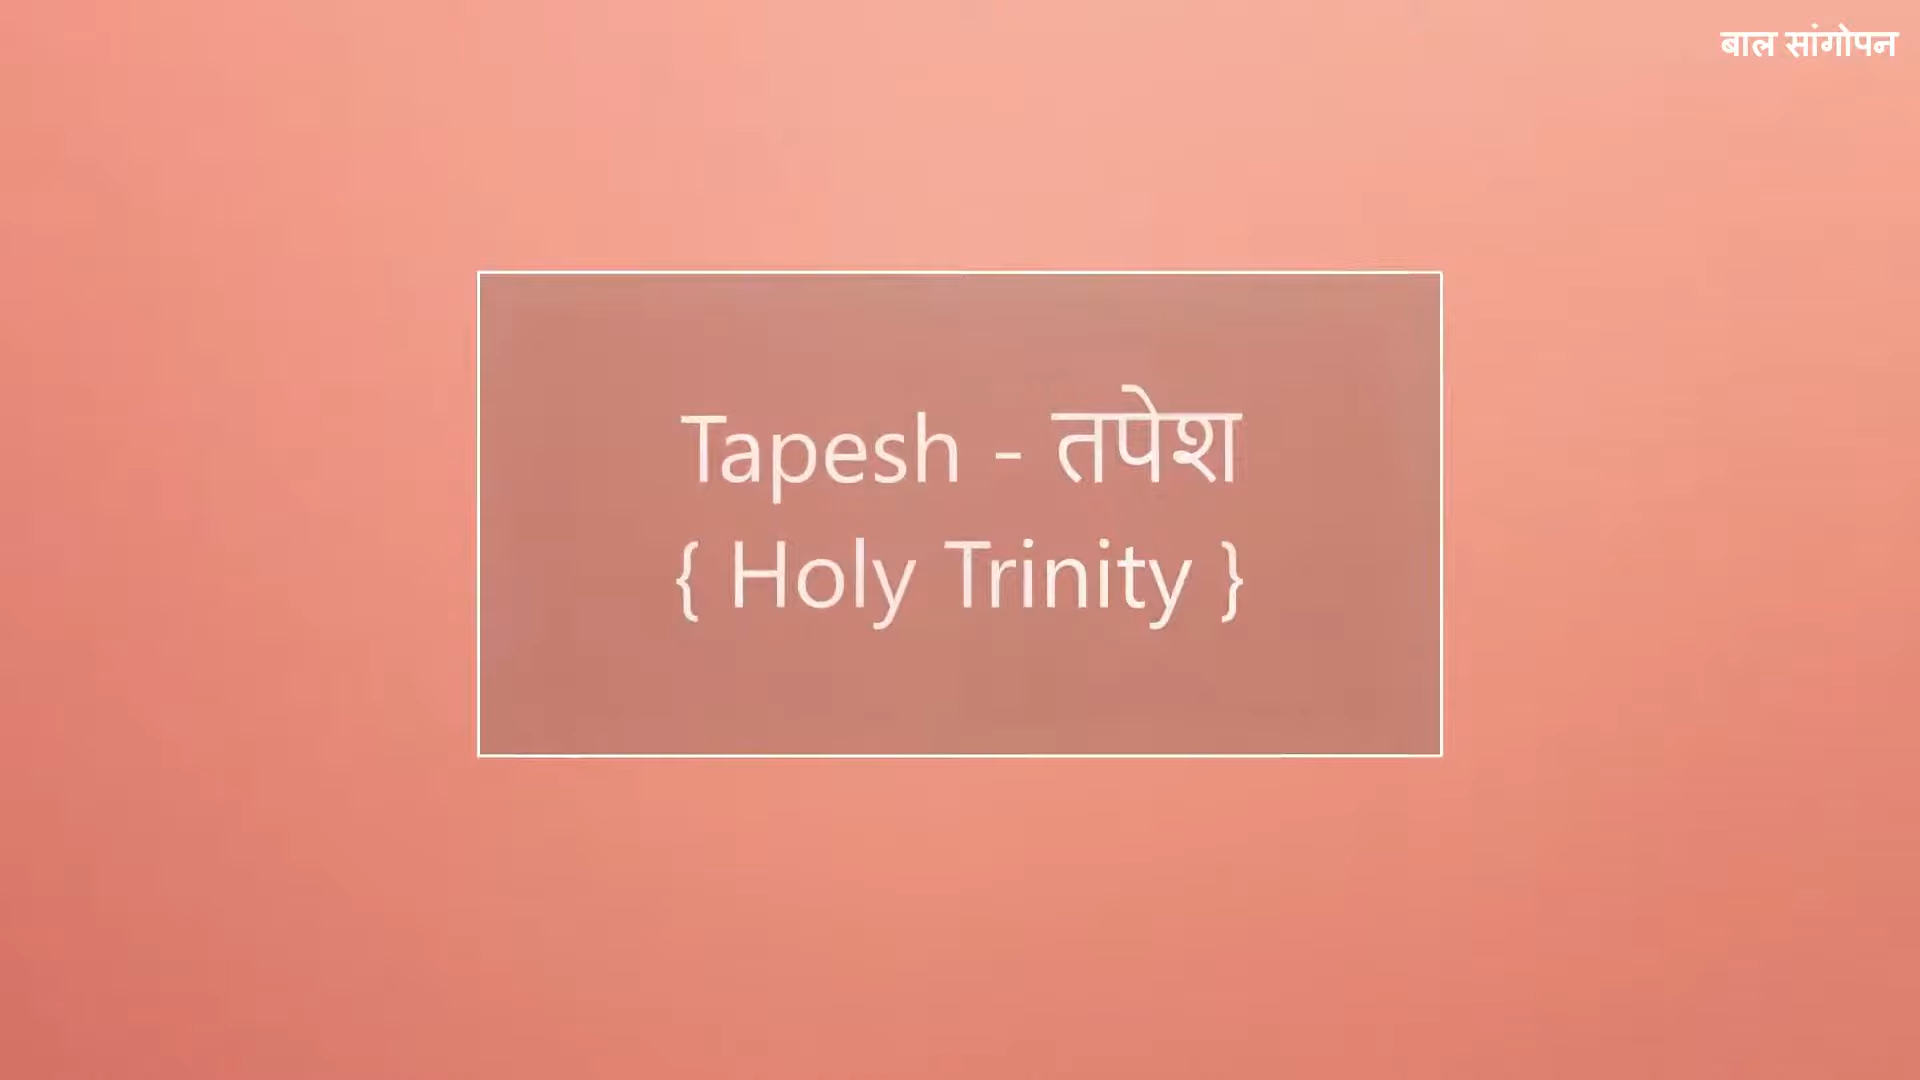 बाल सांगोपन
Tapesh - तपेश
{ Holy Trinity }